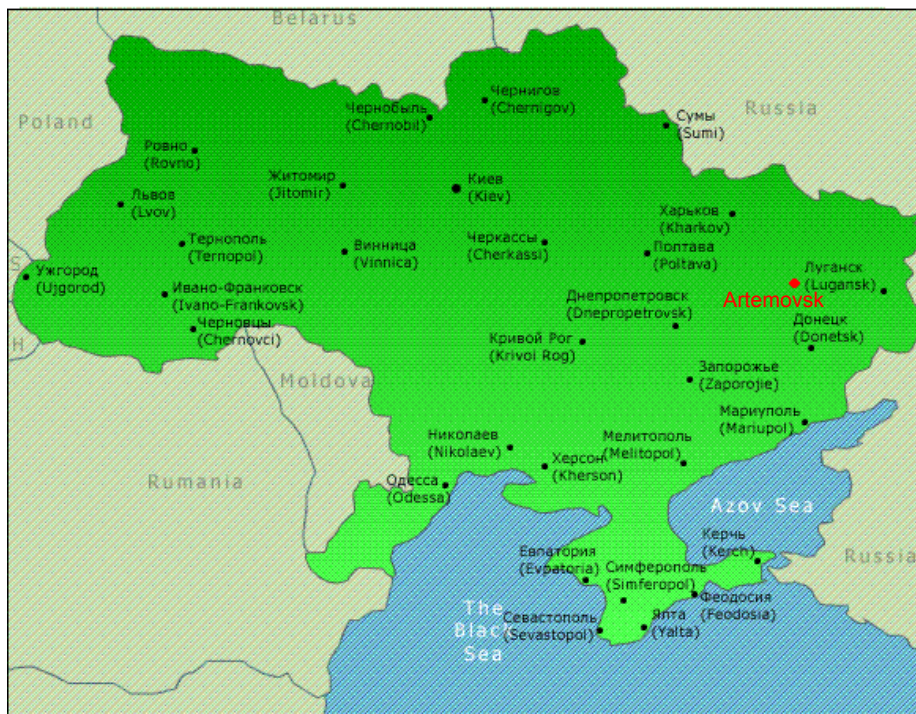 Belarus
Чернигов
(Chernigov)
Чернобыль
(Chernobil)
Russia
Сумы
(Sumi)
Poland
Ровно
(Rovno)
Житомир
(Jitomir)
Киев
(Kiev)
Львов
(Lvov)
Харьков
(Kharkov)
Тернополь
(Ternopol)
Винница
(Vinnica)
Черкассы
(Cherkassi)
Полтава
(Poltava)
S
Ужгород
(Ujgorod)
Луганск
(Lugansk)
Ивано-Франковск
(Ivano-Frankovsk)
Днепропетровск
(Dnepropetrovsk)
Artemovsk
Черновцы
(Chernovci)
Донецк
(Donetsk)
H
Кривой Рог
(Krivoi Rog)
Запорожье
(Zaporojie)
Moldova
Мариуполь
(Mariupol)
Николаев
(Nikolaev)
Мелитополь
(Melitopol)
Херсон
(Kherson)
Rumania
Одесса
(Odessa)
Azov Sea
Керчь
(Kerch)
Russia
Евпатория
(Evpatoria)
Симферополь
(Simferopol)
Феодосия
(Feodosia)
The
Black
Sea
Севастополь
(Sevastopol)
Ялта
(Yalta)